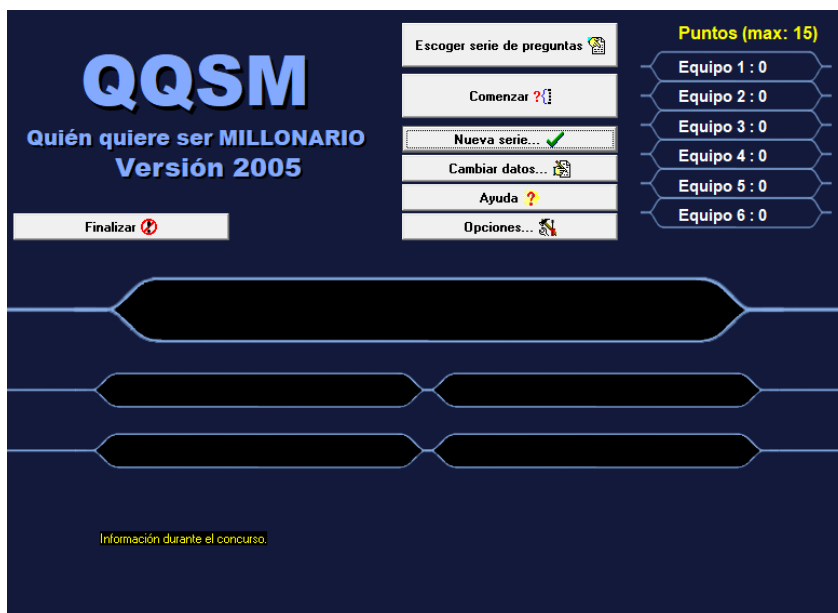 QQSM
Quién quiere ser MILLONARIO
Versión 2005
Finalizar
Escoger serie de preguntas
Comenzar ?{
Nueva serie...
Cambiar datos...
Ayuda ?
Opciones...
Puntos (max: 15)
Equipo 1 : 0
Equipo 2 : 0
Equipo 3 : 0
Equipo 4 : 0
Equipo 5 : 0
Equipo 6 : 0
Información durante el concurso.